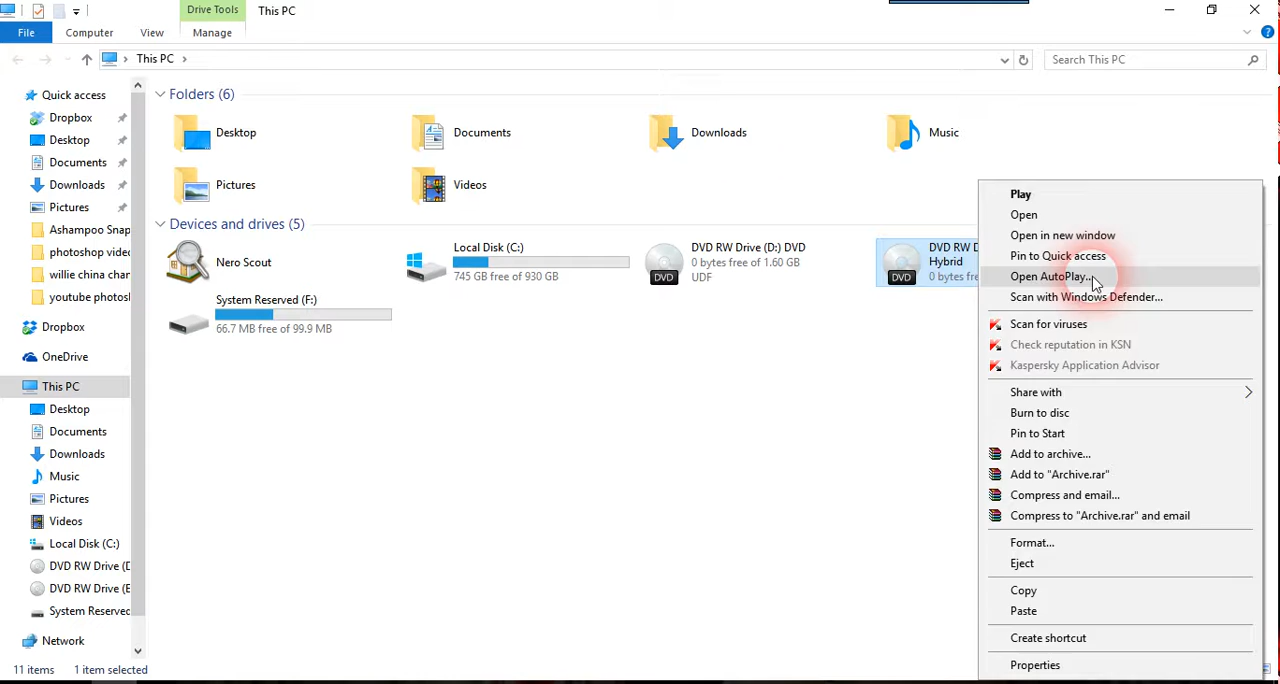 Drive Tools
This PC
File
Computer
View
Manage
This PC
Search This PC
Quick access
Dropbox
Desktop
Documents
Downloads
Pictures
Ashampoo Snap
photoshop video
willie china chan
youtube photosh
Dropbox
OneDrive
This PC
Desktop
Documents
Downloads
Music
Pictures
Videos
Local Disk (C:)
DVD RW Drive (D
DVD RW Drive (E
System Reserved
Network
Folders (6)
Desktop
Documents
Downloads
Music
Pictures
Videos
Devices and drives (5)
Nero Scout
Local Disk (C:)
745 GB free of 930 GB
DVD
DVD RW Drive (D:) DVD
0 bytes free of 1.60 GB
UDF
DVD
DVD RW D
Hybrid
0 bytes fre
System Reserved (F:)
66.7 MB free of 99.9 MB
Play
Open
Open in new window
Pin to Quick access
Open AutoPlay...
Scan with Windows Defender...
Scan for viruses
Check reputation in KSN
Kaspersky Application Advisor
Share with
Burn to disc
Pin to Start
Add to archive...
Add to "Archive.rar"
Compress and email...
Compress to "Archive.rar" and email
Format...
Eject
Copy
Paste
Create shortcut
Properties
11 items
1 item selected